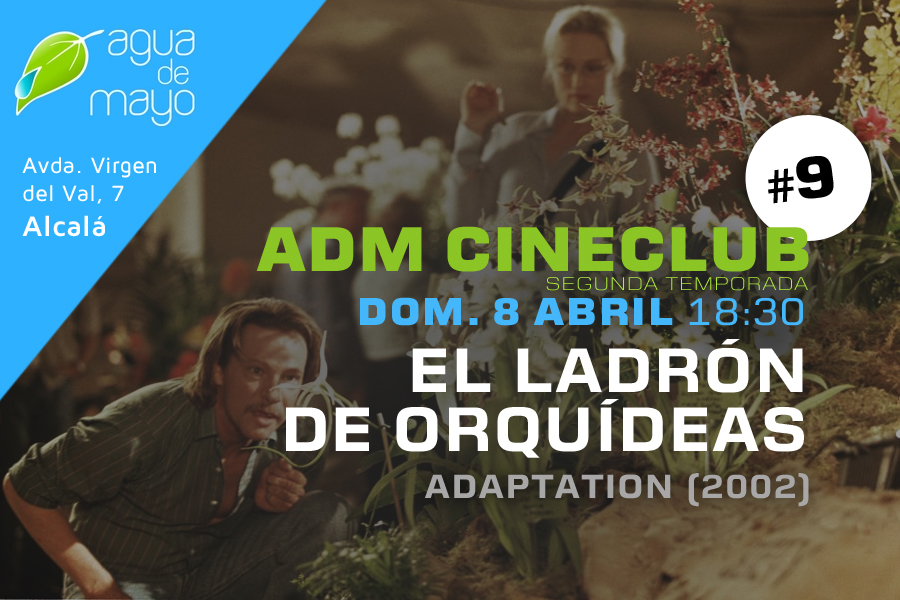 agua
de
mayo
Avda. Virgen
del Val, 7
Alcalá
#9
ADM CINECLUB
SEGUNDA TEMPORADA
DOM. 8 ABRIL 18:30
EL LADRÓN
DE ORQUÍDEAS
ADAPTATION (2002)